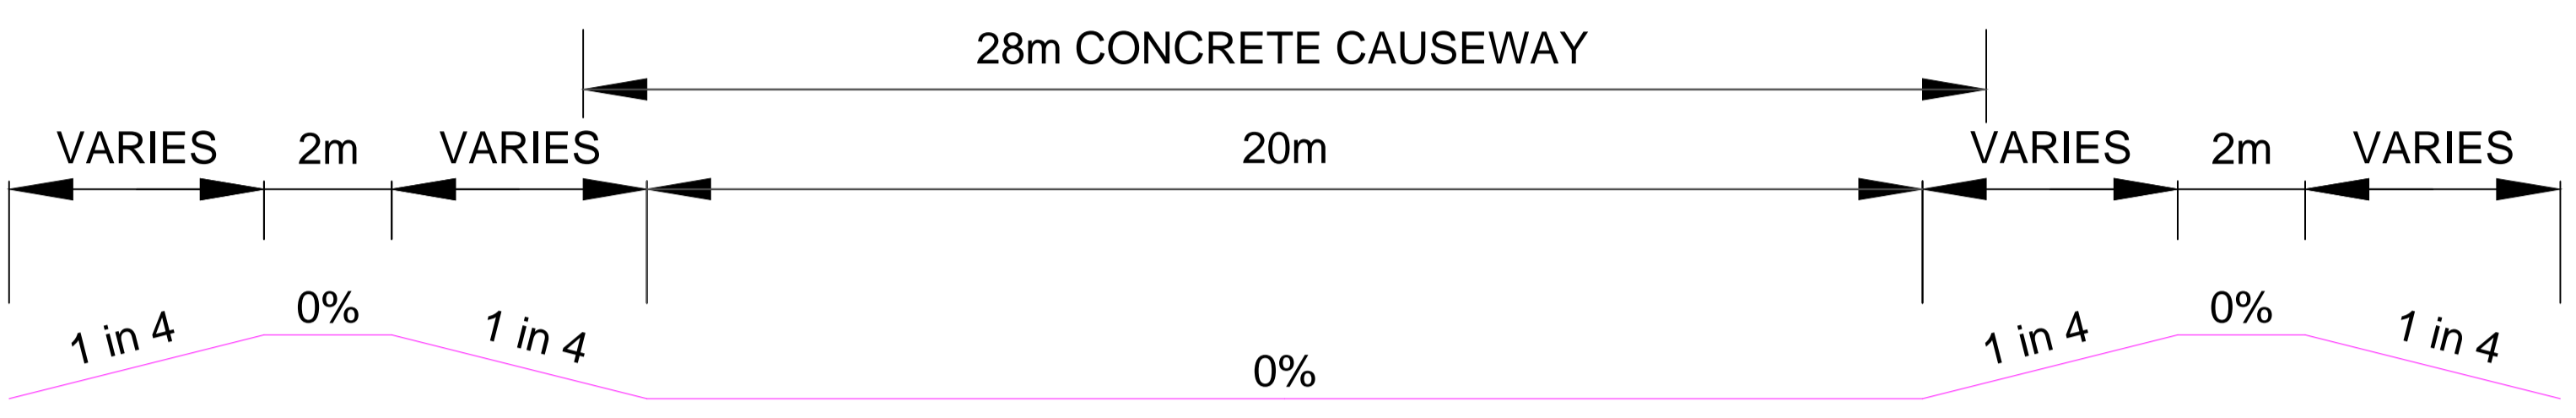 28m CONCRETE CAUSEWAY
VARIES 2m VARIES 20m VARIES 2m VARIES
1 in 4 0% 1 in 4 0% 1 in 4 0% 1 in 4